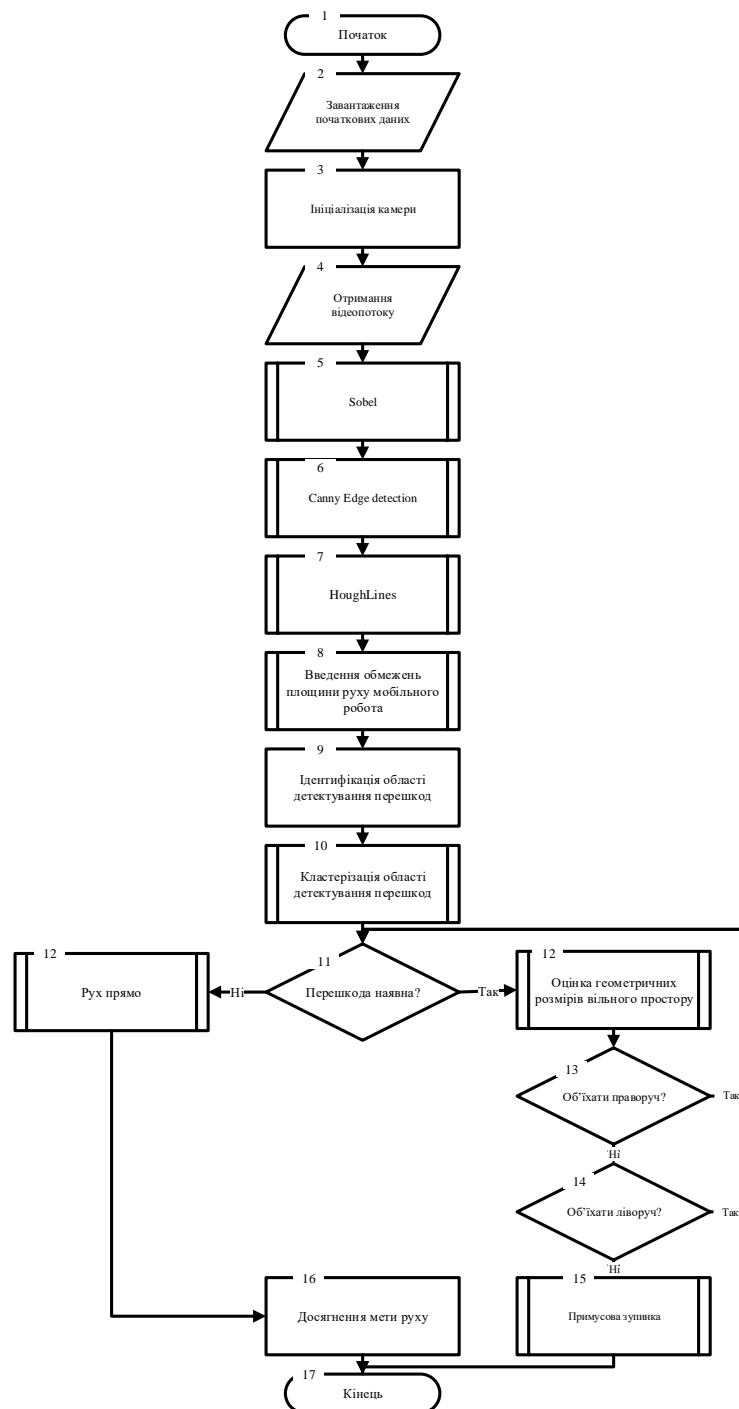 1
Початок
2
Завантаження
початкових даних
3
Ініціалізація камери
4
Отримання
відеопотоку
5
Sobel
6
Canny Edge detection
7
HoughLines
8
Введення обмежень
площини руху мобільного
робота
9
Ідентифікація області
детектування перешкод
10
Кластерізація області
детектування перешкод
11
Перешкода наявна?
Ні
Так
12
Рух прямо
12
Оцінка геометричних
розмірів вільного простору
13
Об'їхати праворуч?
Так
Ні
14
Об'їхати ліворуч?
Так
Ні
15
Примусова зупинка
16
Досягнення мети руху
17
Кінець